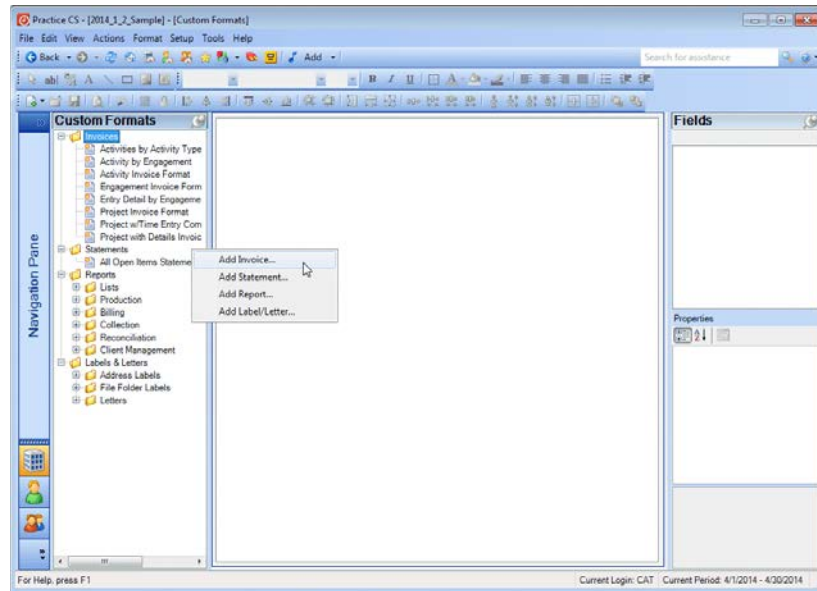 Practice CS - [2014_1_2_Sample] - [Custom Formats]
File Edit View Actions Format Setup Tools Help
Back Add
Search for assistance
abl A B I U A
Custom Formats
Invoices
Activities by Activity Type
Activity by Engagement
Activity Invoice Format
Engagement Invoice Form
Entry Detail by Engageme
Project Invoice Format
Project w/Time Entry Com
Project with Details Invoic
Statements
All Open Items Stateme
Reports
Lists
Production
Billing
Collection
Reconciliation
Client Management
Labels & Letters
Address Labels
File Folder Labels
Letters
Add Invoice...
Add Statement...
Add Report...
Add Label/Letter...
Navigation Pane
Fields
Properties
For Help, press F1
Current Login: CAT
Current Period: 4/1/2014 - 4/30/2014